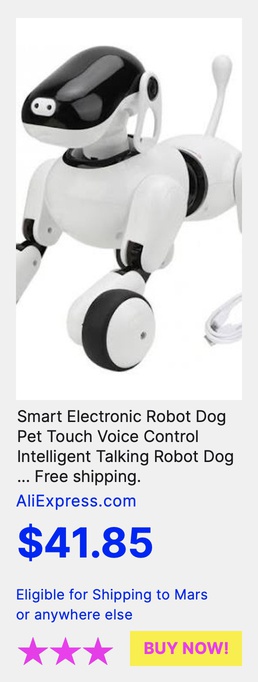 Smart Electronic Robot Dog
Pet Touch Voice Control
Intelligent Talking Robot Dog
... Free shipping.
AliExpress.com
$41.85
Eligible for Shipping to Mars
or anywhere else
BUY NOW!